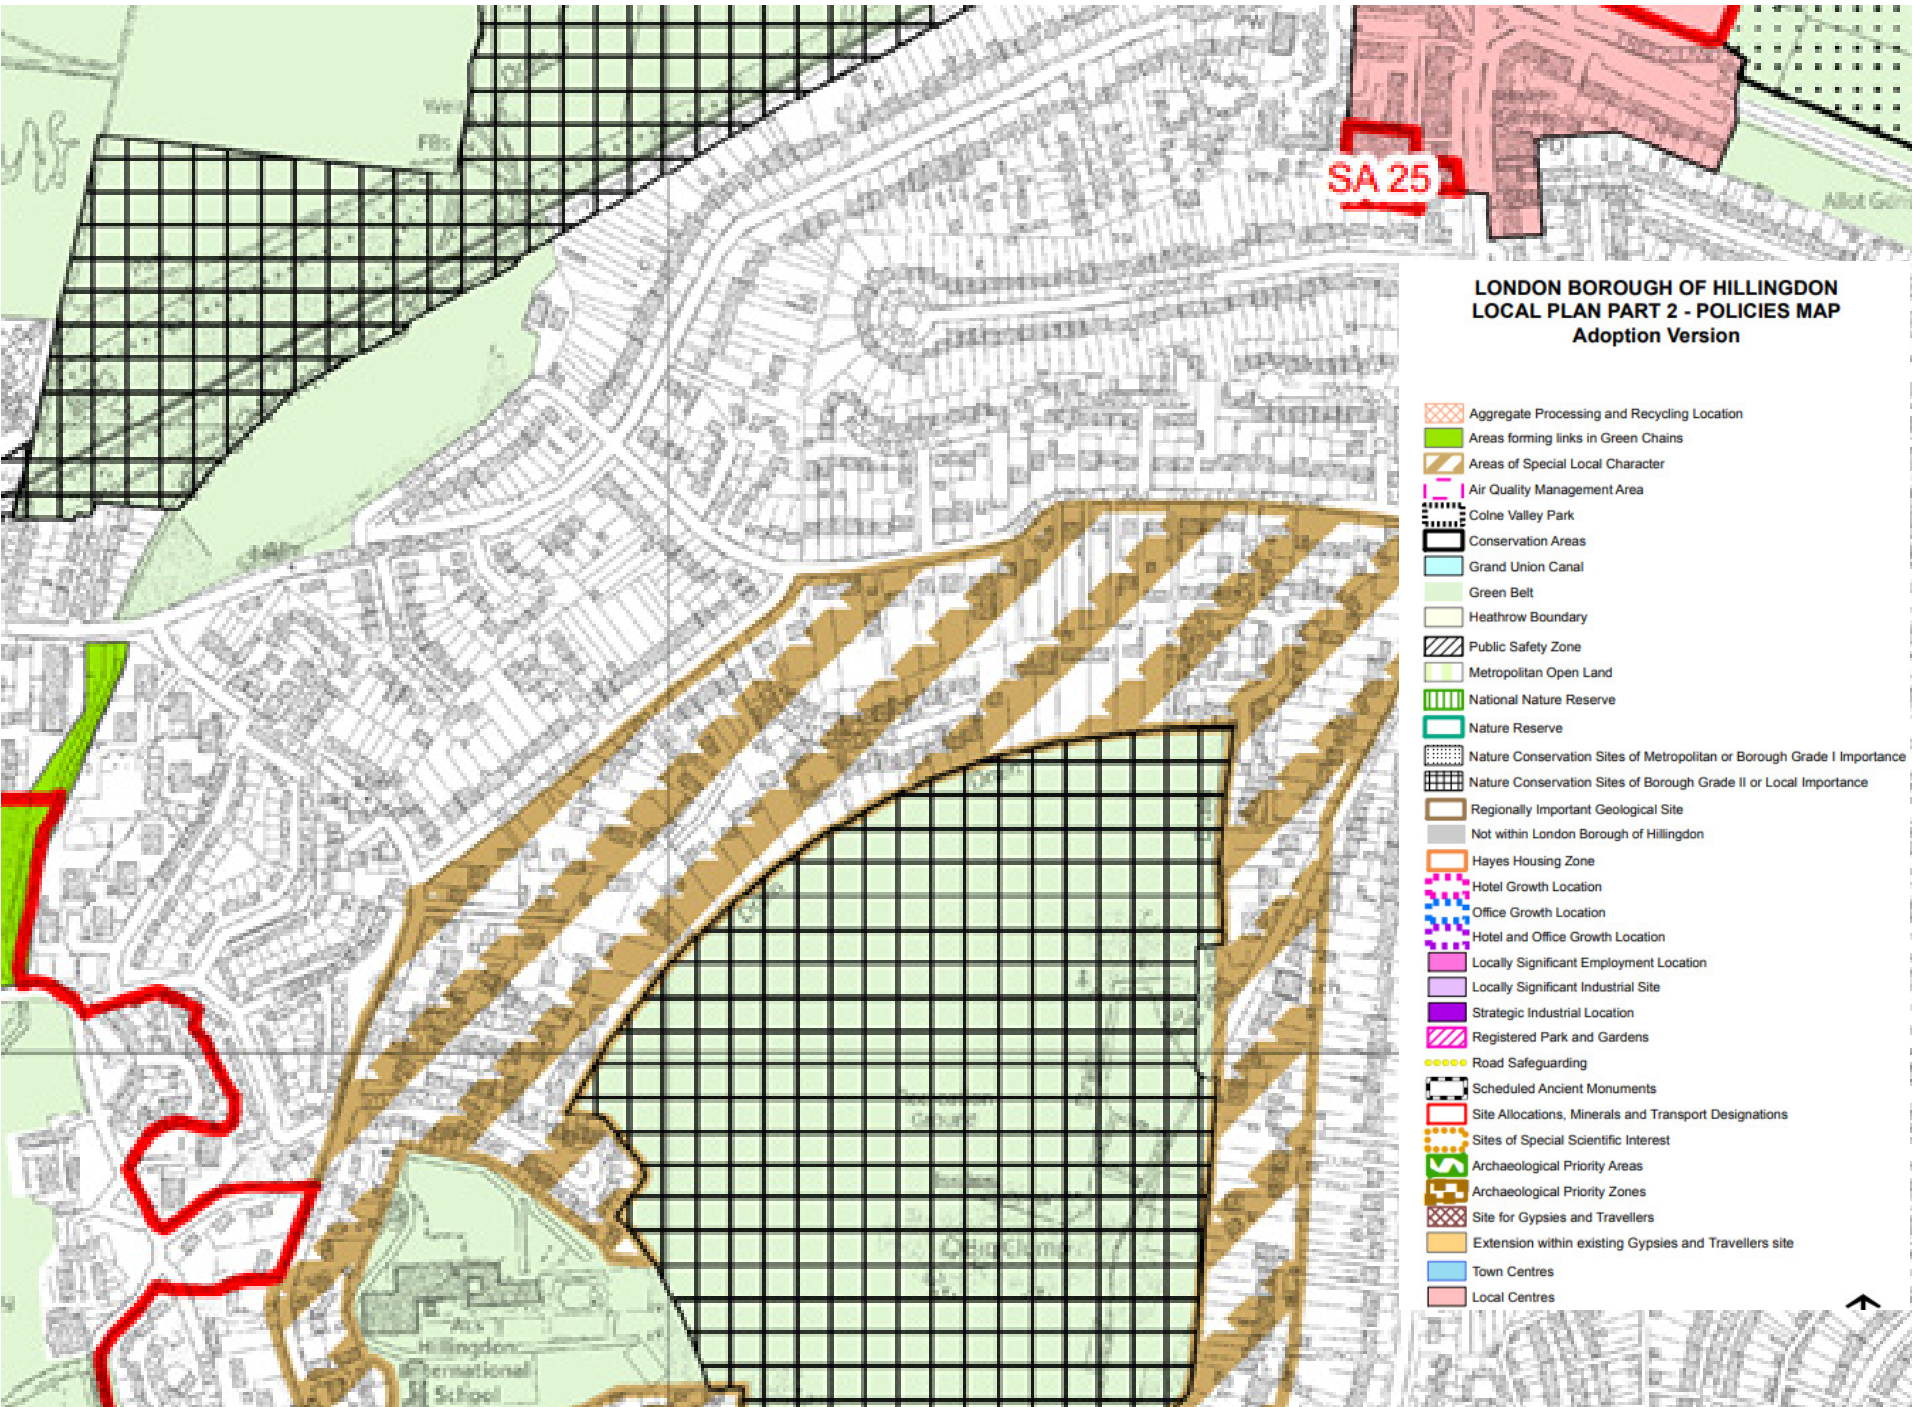 FBs
SA 25
Drain
Drain
Hillingdon
International
School
LONDON BOROUGH OF HILLINGDON
LOCAL PLAN PART 2 - POLICIES MAP
Adoption Version
Aggregate Processing and Recycling Location
Areas forming links in Green Chains
Areas of Special Local Character
Air Quality Management Area
Colne Valley Park
Conservation Areas
Grand Union Canal
Green Belt
Heathrow Boundary
Public Safety Zone
Metropolitan Open Land
National Nature Reserve
Nature Reserve
Nature Conservation Sites of Metropolitan or Borough Grade I Importance
Nature Conservation Sites of Borough Grade II or Local Importance
Regionally Important Geological Site
Not within London Borough of Hillingdon
Hayes Housing Zone
Hotel Growth Location
Office Growth Location
Hotel and Office Growth Location
Locally Significant Employment Location
Locally Significant Industrial Site
Strategic Industrial Location
Registered Park and Gardens
Road Safeguarding
Scheduled Ancient Monuments
Site Allocations, Minerals and Transport Designations
Sites of Special Scientific Interest
Archaeological Priority Areas
Archaeological Priority Zones
Site for Gypsies and Travellers
Extension within existing Gypsies and Travellers site
Town Centres
Local Centres